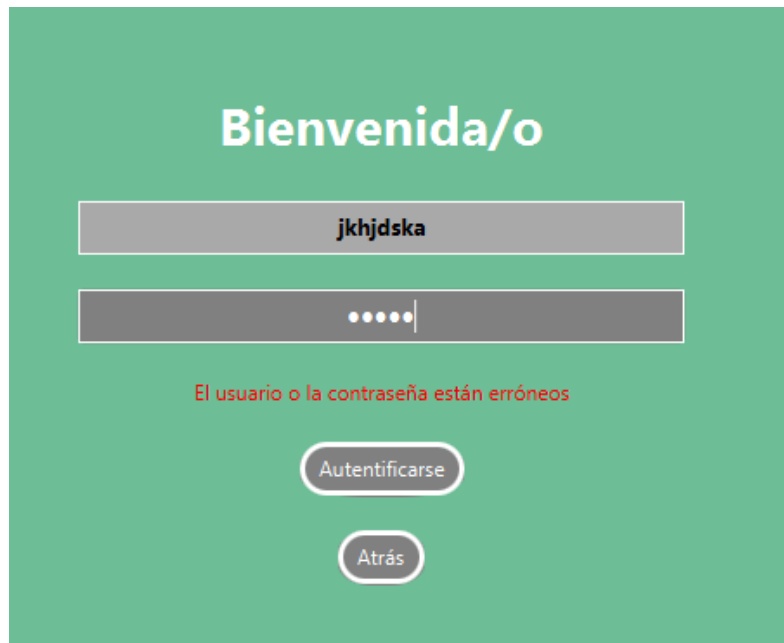 Bienvenida/o
jkhjdska
•••••
El usuario o la contraseña están erróneos
Autentificarse
Atrás